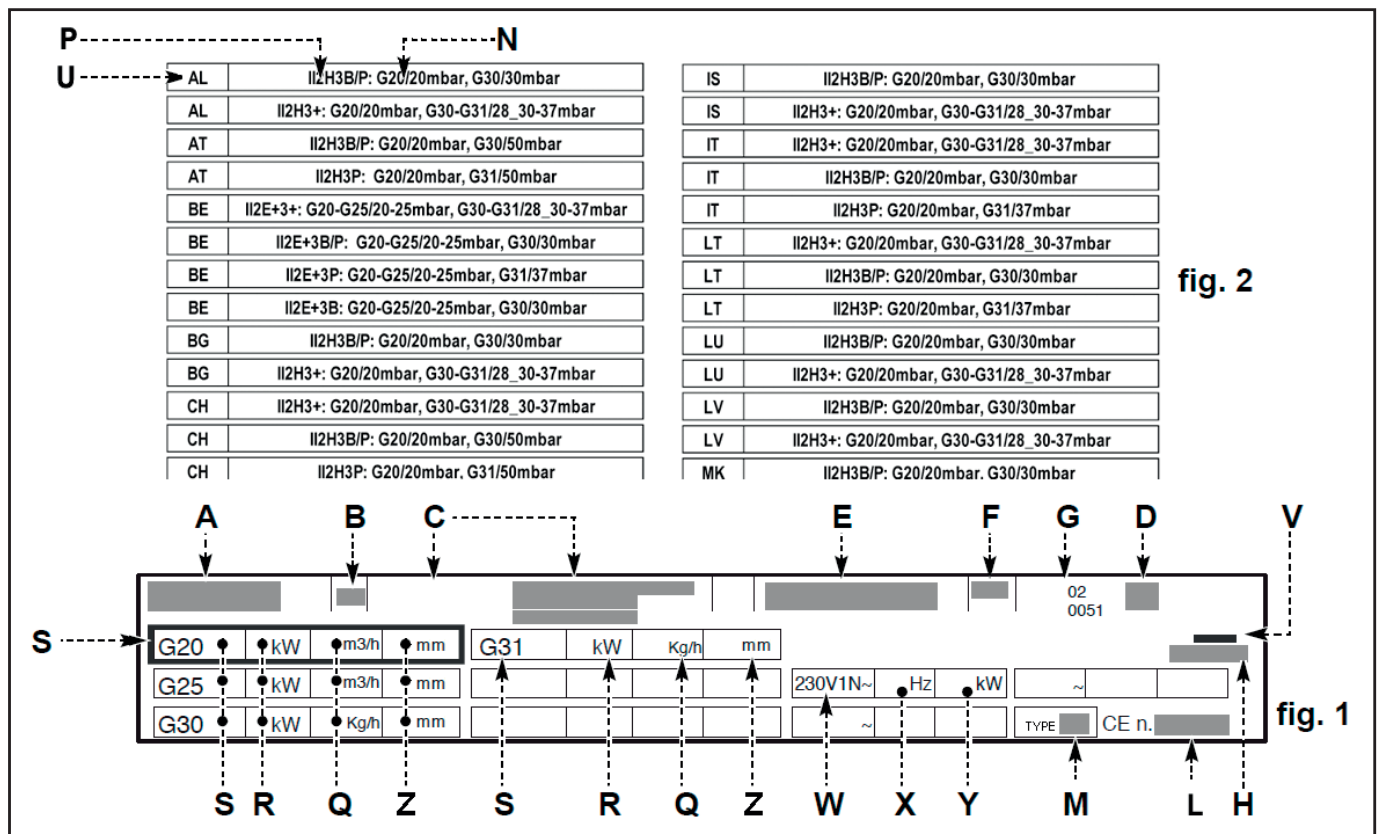 P N
U AL II2H3B/P: G20/20mbar, G30/30mbar
AL II2H3+: G20/20mbar, G30-G31/28_30-37mbar
AT II2H3B/P: G20/20mbar, G30/50mbar
AT II2H3P: G20/20mbar, G31/50mbar
BE II2E+3+: G20-G25/20-25mbar, G30-G31/28_30-37mbar
BE II2E+3B/P: G20-G25/20-25mbar, G30/30mbar
BE II2E+3P: G20-G25/20-25mbar, G31/37mbar
BE II2E+3B: G20-G25/20-25mbar, G30/30mbar
BG II2H3B/P: G20/20mbar, G30/30mbar
BG II2H3+: G20/20mbar, G30-G31/28_30-37mbar
CH II2H3+: G20/20mbar, G30-G31/28_30-37mbar
CH II2H3B/P: G20/20mbar, G30/50mbar
CH II2H3P: G20/20mbar, G31/50mbar
IS II2H3B/P: G20/20mbar, G30/30mbar
IS II2H3+: G20/20mbar, G30-G31/28_30-37mbar
IT II2H3+: G20/20mbar, G30-G31/28_30-37mbar
IT II2H3B/P: G20/20mbar, G30/30mbar
IT II2H3P: G20/20mbar, G31/37mbar
LT II2H3+: G20/20mbar, G30-G31/28_30-37mbar
LT II2H3B/P: G20/20mbar, G30/30mbar
LT II2H3P: G20/20mbar, G31/37mbar
LU II2H3B/P: G20/20mbar, G30/30mbar
LU II2H3+: G20/20mbar, G30-G31/28_30-37mbar
LV II2H3B/P: G20/20mbar, G30/30mbar
LV II2H3+: G20/20mbar, G30-G31/28_30-37mbar
MK II2H3B/P: G20/20mbar, G30/30mbar
fig. 2
A B C E F G D V
02
0051
S G20 kW m3/h mm G31 kW Kg/h mm
G25 kW m3/h mm 230V1N~ Hz kW ~
G30 kW Kg/h mm ~ TYPE CE n.
fig. 1
S R Q Z S R Q Z W X Y M L H